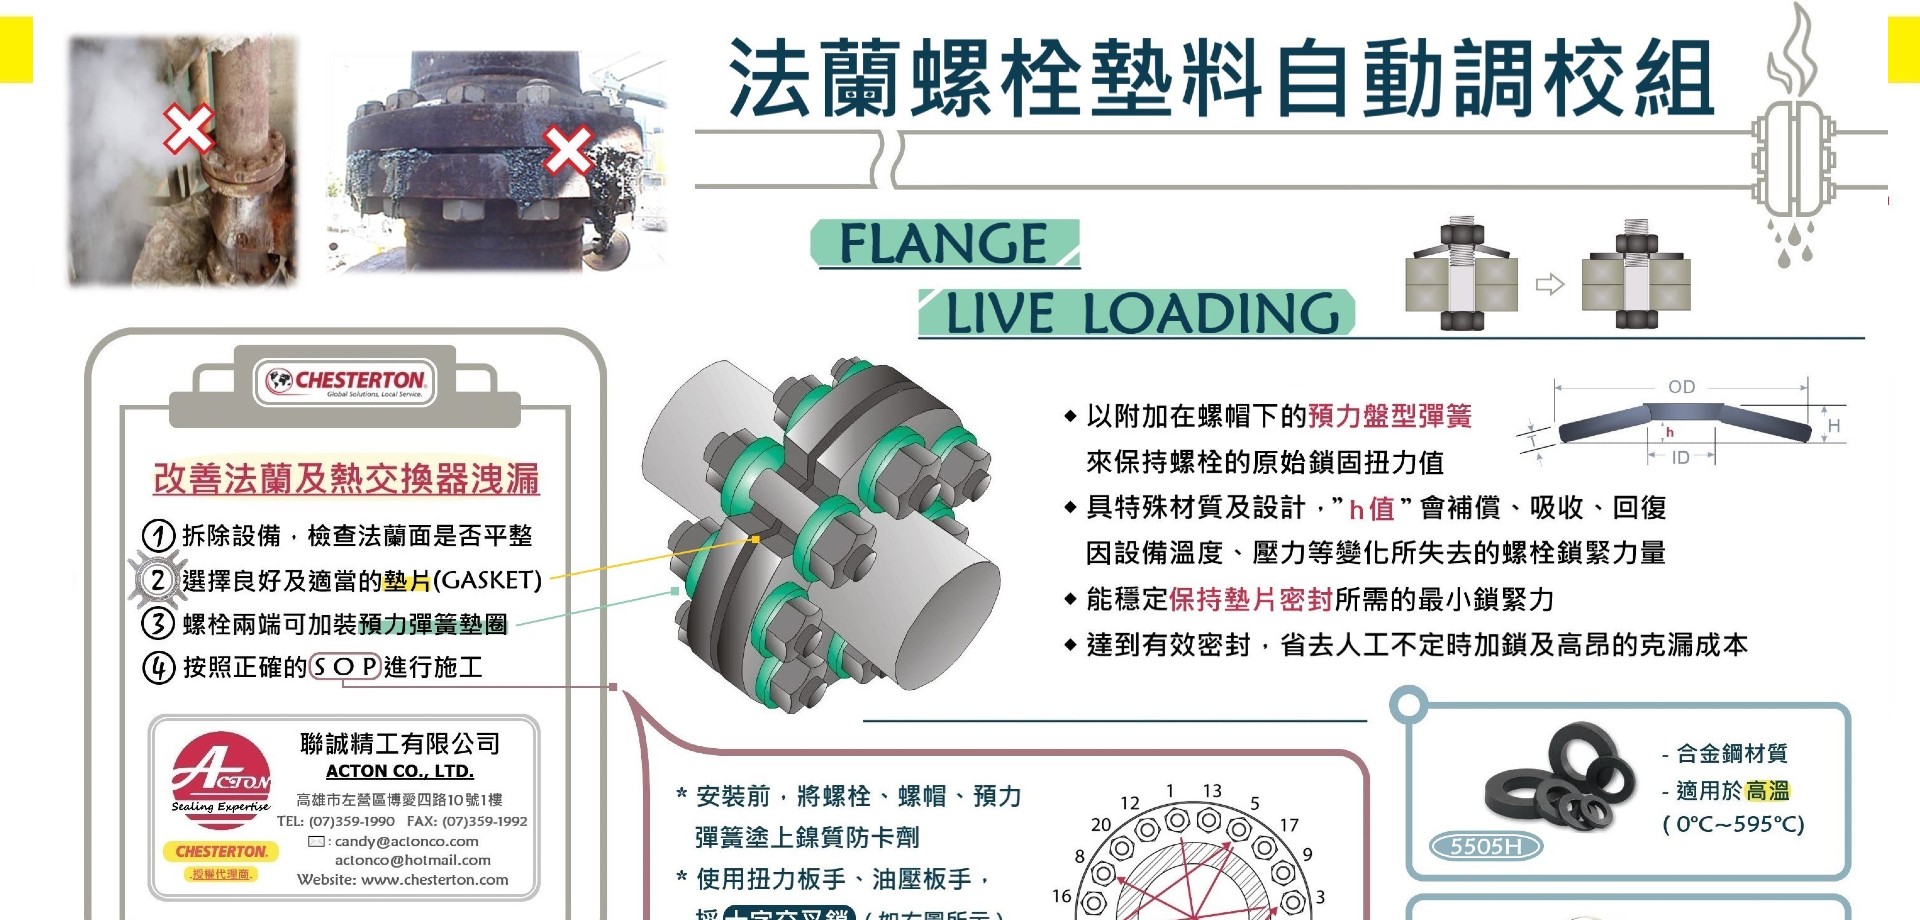 法蘭螺栓墊料自動調校組
FLANGE
LIVE LOADING
CHESTERTON
Global Solutions, Local Service.
改善法蘭及熱交換器洩漏
1 拆除設備，檢查法蘭面是否平整
2 選擇良好及適當的墊片(GASKET)
3 螺栓兩端可加裝預力彈簧墊圈
4 按照正確的SOP進行施工
ACTON
Sealing Expertise
CHESTERTON.
授權代理商
聯誠精工有限公司
ACTON CO., LTD.
高雄市左營區博愛四路10號1樓
TEL: (07)359-1990 FAX: (07)359-1992
: candy@actonco.com
actonco@hotmail.com
Website: www.chesterton.com
◆ 以附加在螺帽下的預力盤型彈簧
來保持螺栓的原始鎖固扭力值
◆ 具特殊材質及設計，”h值”會補償、吸收、回復
因設備溫度、壓力等變化所失去的螺栓鎖緊力量
◆ 能穩定保持墊片密封所需的最小鎖緊力
◆ 達到有效密封，省去人工不定時加鎖及高昂的克漏成本
OD
H
h
T
ID
* 安裝前，將螺栓、螺帽、預力
彈簧塗上鎳質防卡劑
* 使用扭力板手、油壓板手，
採十字交叉鎖(如右圖所示)
1
13
12
5
20
17
8
9
16
3
- 合金鋼材質
- 適用於高溫
(0°C~595°C)
5505H